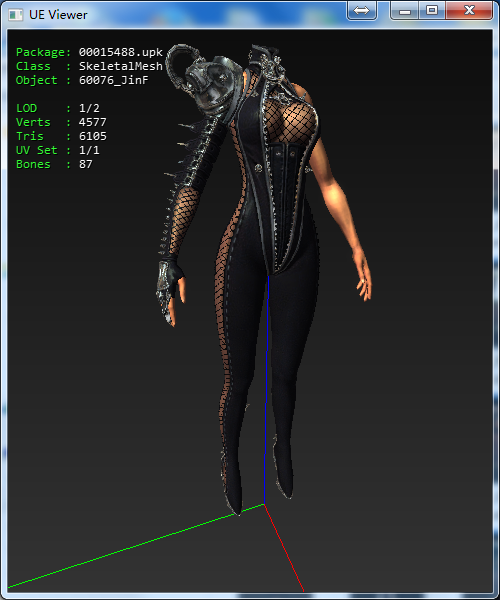 UE Viewer
Package: 00015488.upk
Class : SkeletalMesh
Object : 60076_JinF
LOD : 1/2
Verts : 4577
Tris : 6105
UV Set : 1/1
Bones : 87